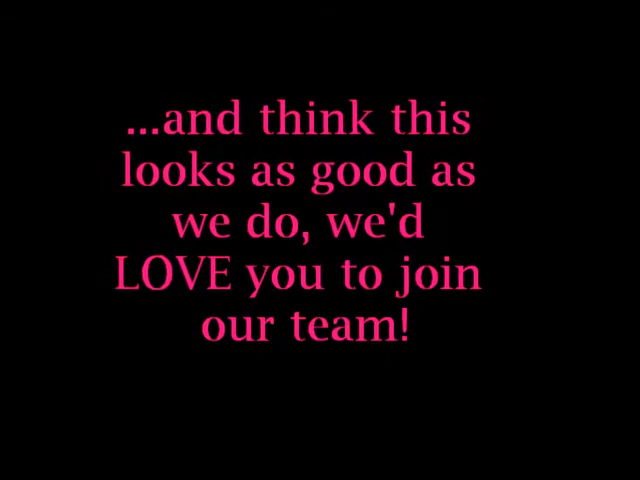 ...and think this
looks as good as
we do, we'd
LOVE you to join
our team!